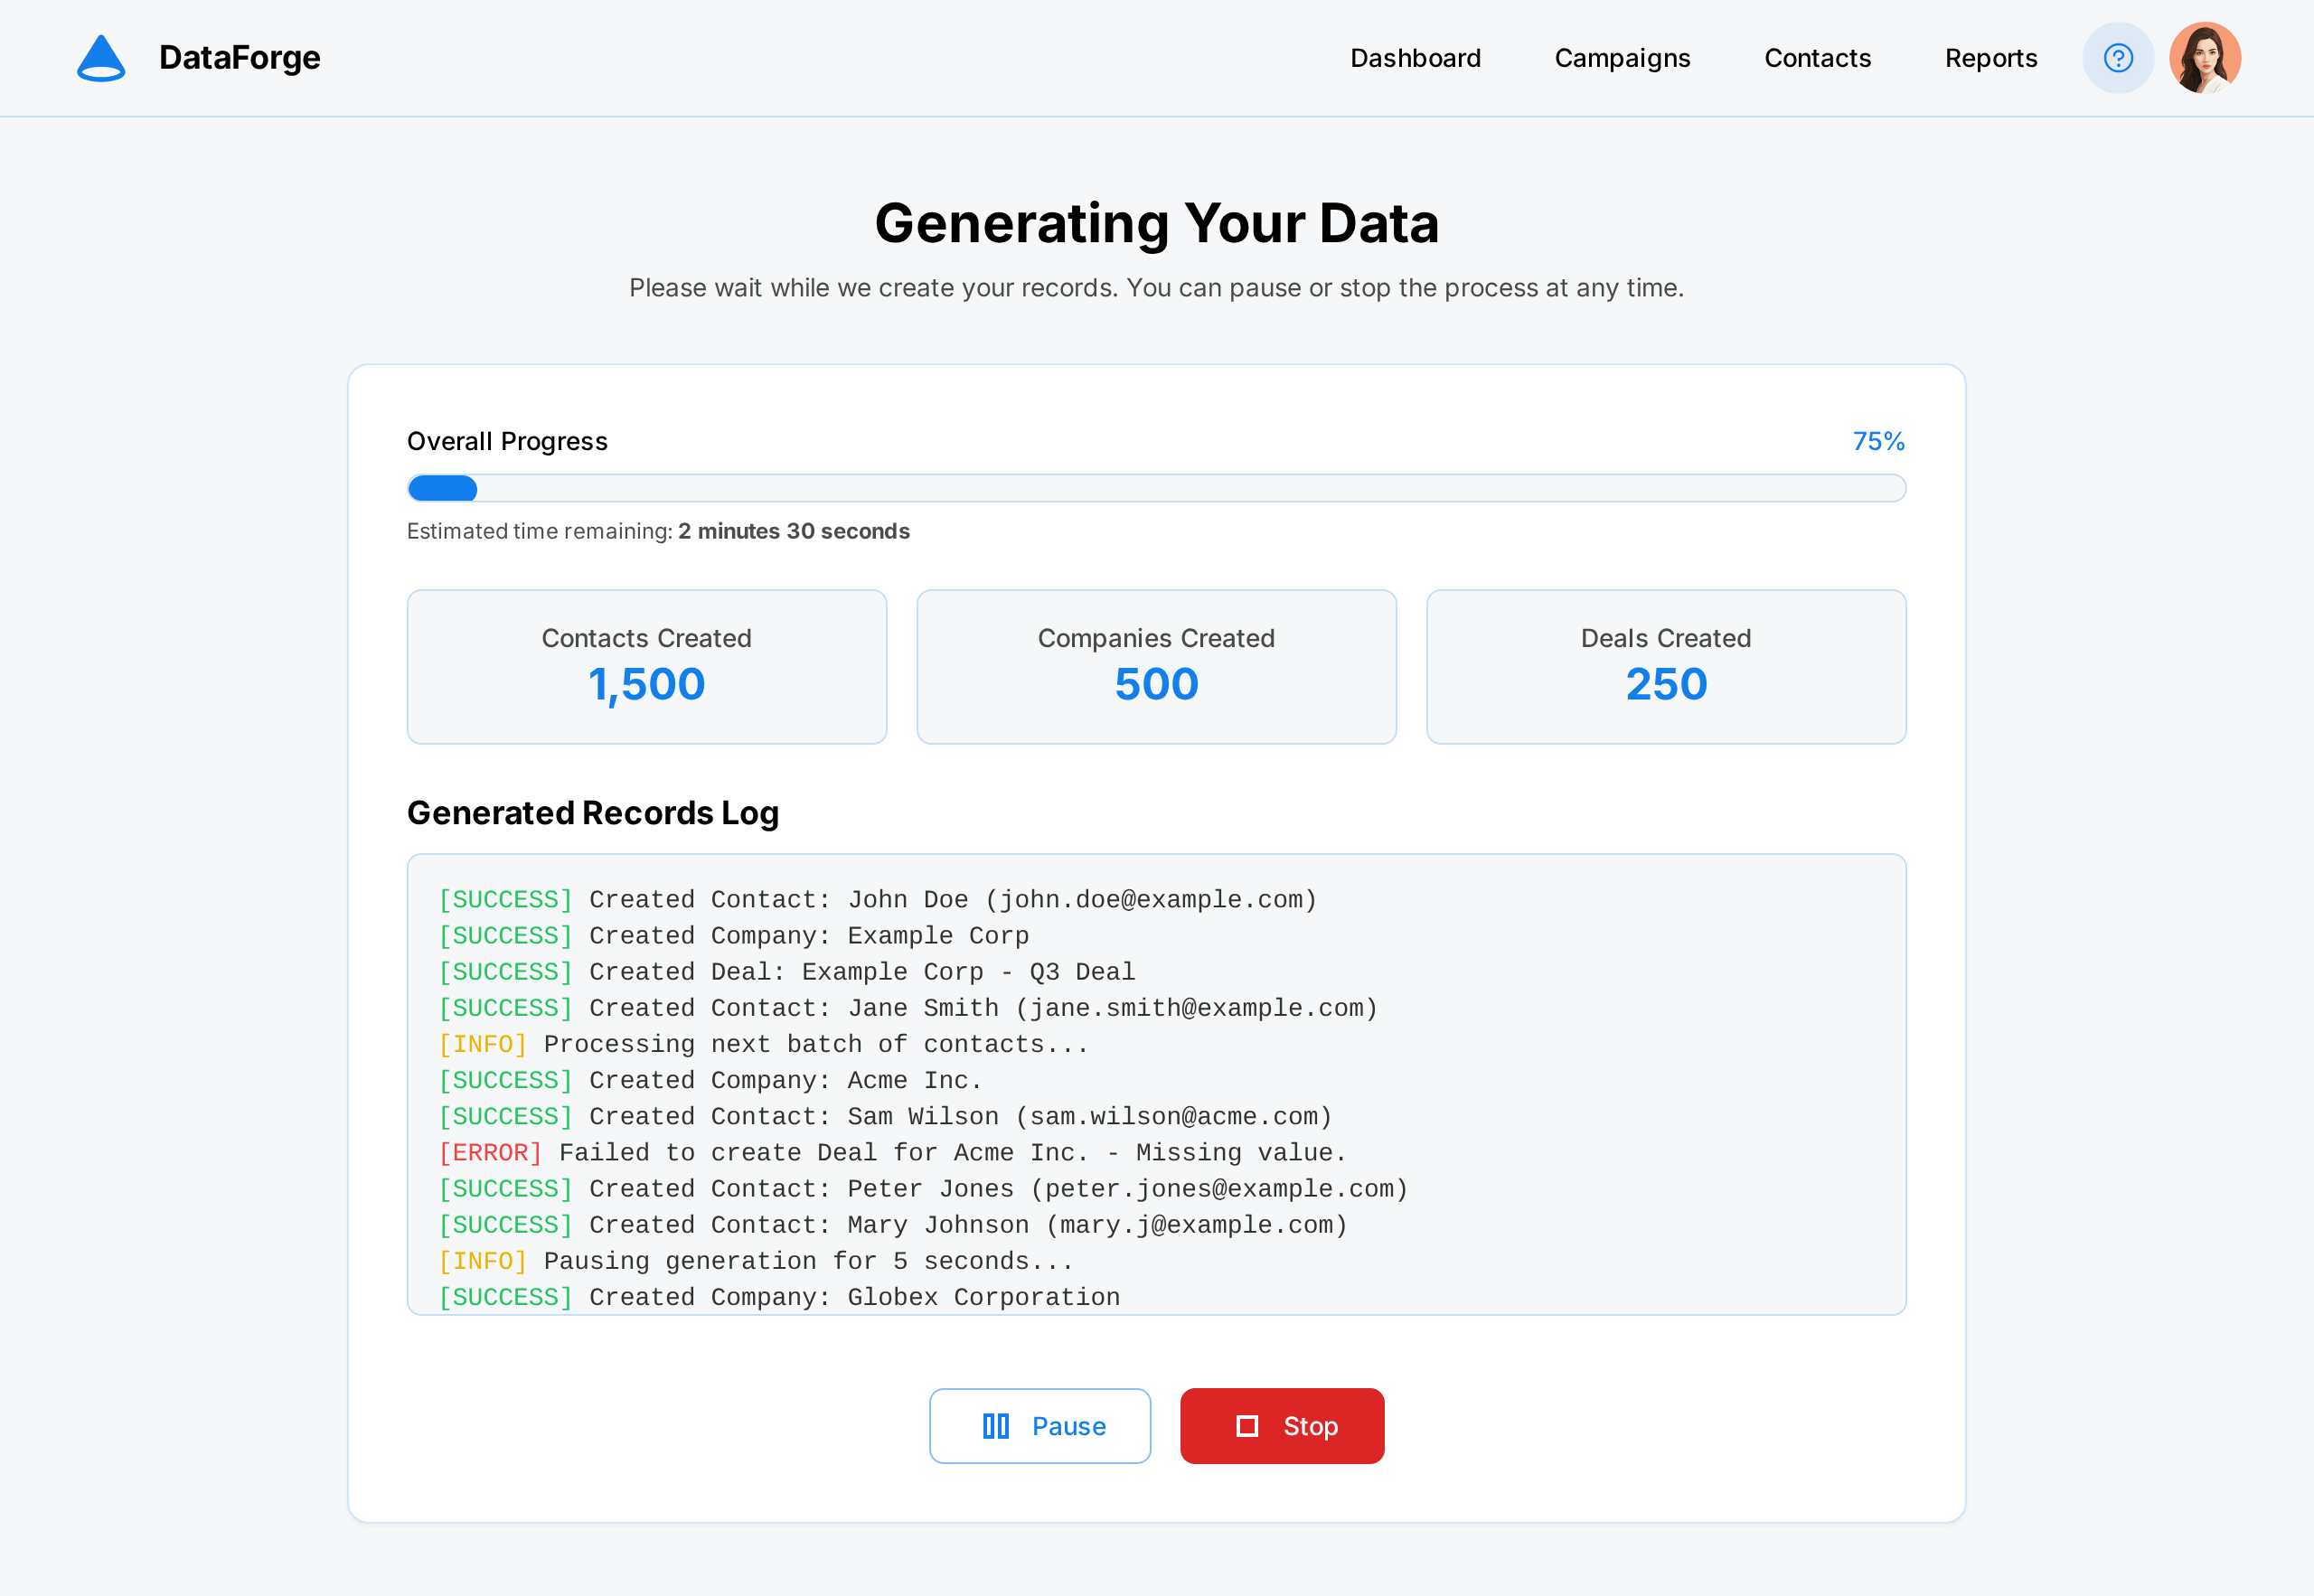 DataForge
Dashboard
Campaigns
Contacts
Reports
Generating Your Data
Please wait while we create your records. You can pause or stop the process at any time.
Overall Progress
75%
Estimated time remaining: 2 minutes 30 seconds
Contacts Created
1,500
Companies Created
500
Deals Created
250
Generated Records Log
[SUCCESS] Created Contact: John Doe (john.doe@example.com)
[SUCCESS] Created Company: Example Corp
[SUCCESS] Created Deal: Example Corp - Q3 Deal
[SUCCESS] Created Contact: Jane Smith (jane.smith@example.com)
[INFO] Processing next batch of contacts...
[SUCCESS] Created Company: Acme Inc.
[SUCCESS] Created Contact: Sam Wilson (sam.wilson@acme.com)
[ERROR] Failed to create Deal for Acme Inc. - Missing value.
[SUCCESS] Created Contact: Peter Jones (peter.jones@example.com)
[SUCCESS] Created Contact: Mary Johnson (mary.j@example.com)
[INFO] Pausing generation for 5 seconds...
[SUCCESS] Created Company: Globex Corporation
Pause
Stop